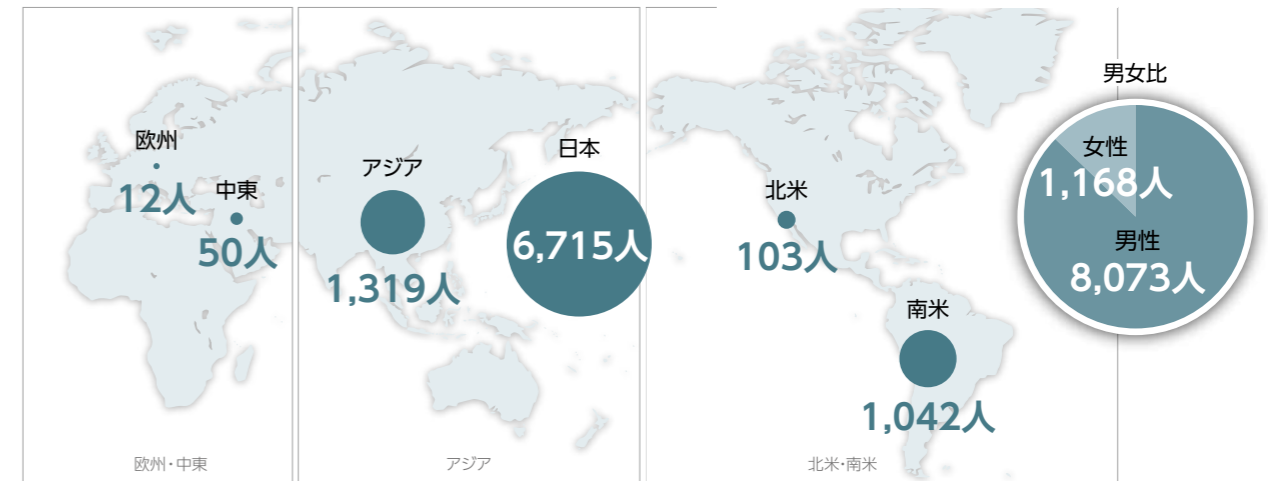 欧州
12人
中東
50人
欧州・中東
アジア
1,319人
日本
6,715人
アジア
北米
103人
南米
1,042人
北米・南米
男女比
女性
1,168人
男性
8,073人